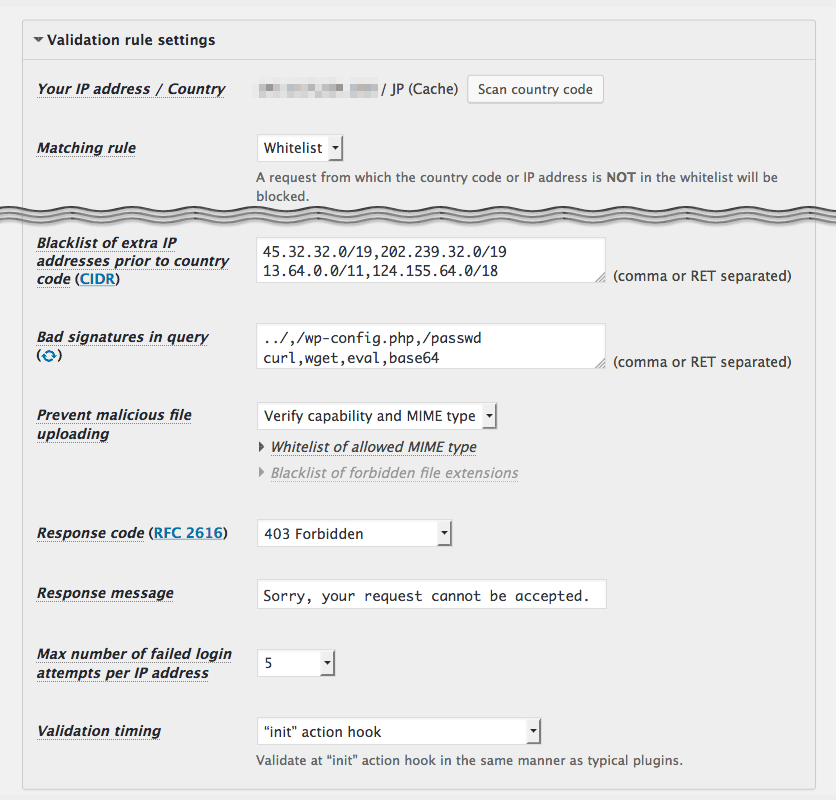 Validation rule settings
Your IP address / Country
/ JP (Cache)
Scan country code
Matching rule
Whitelist
A request from which the country code or IP address is NOT in the whitelist will be
blocked.
Blacklist of extra IP
addresses prior to country
code (CIDR)
45.32.32.0/19,202.239.32.0/19
13.64.0.0/11,124.155.64.0/18
(comma or RET separated)
Bad signatures in query
../,/wp-config.php,/passwd
curl,wget,eval,base64
(comma or RET separated)
Prevent malicious file
uploading
Verify capability and MIME type
Whitelist of allowed MIME type
Blacklist of forbidden file extensions
Response code (RFC 2616)
403 Forbidden
Response message
Sorry, your request cannot be accepted.
Max number of failed login
attempts per IP address
5
Validation timing
“init” action hook
Validate at “init” action hook in the same manner as typical plugins.